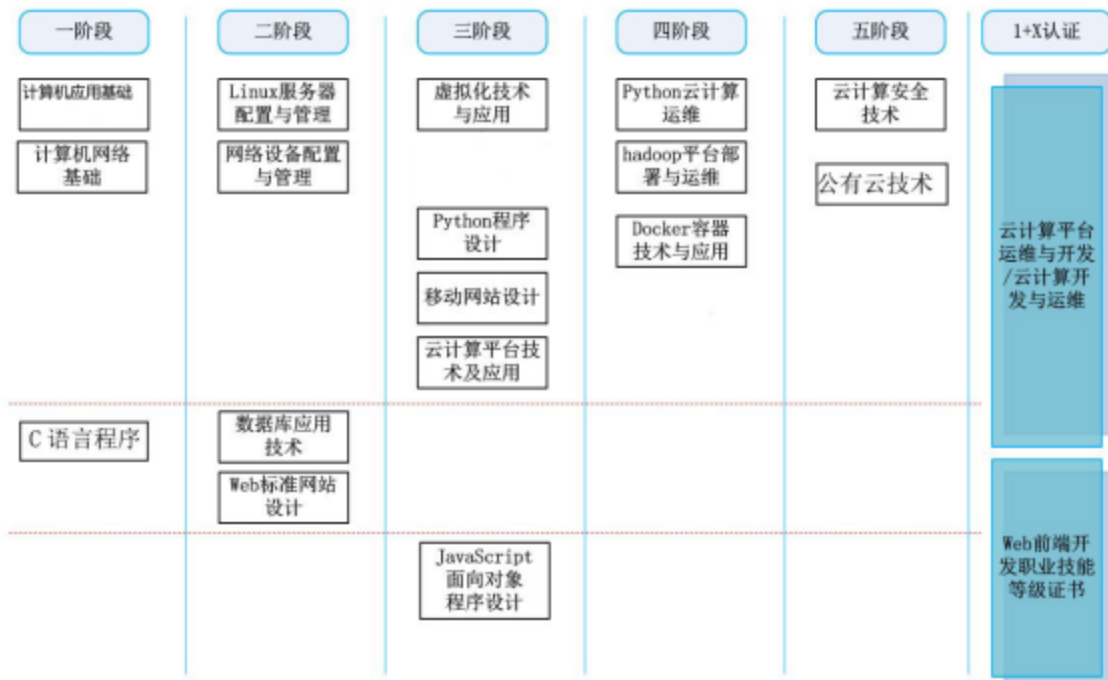 一阶段
二阶段
三阶段
四阶段
五阶段
1+X认证
计算机应用基础
计算机网络
基础
C 语言程序
Linux服务器
配置与管理
网络设备配置
与管理
数据库应用
技术
Web标准网站
设计
虚拟化技术
与应用
Python程序
设计
移动网站设计
云计算平台技
术及应用
JavaScript
面向对象
程序设计
Python云计算
运维
hadoop平台部
署与运维
Docker容器
技术与应用
云计算安全
技术
公有云技术
云计算平台
运维与开发
/云计算开
发与运维
Web前端开
发职业技能
等级证书